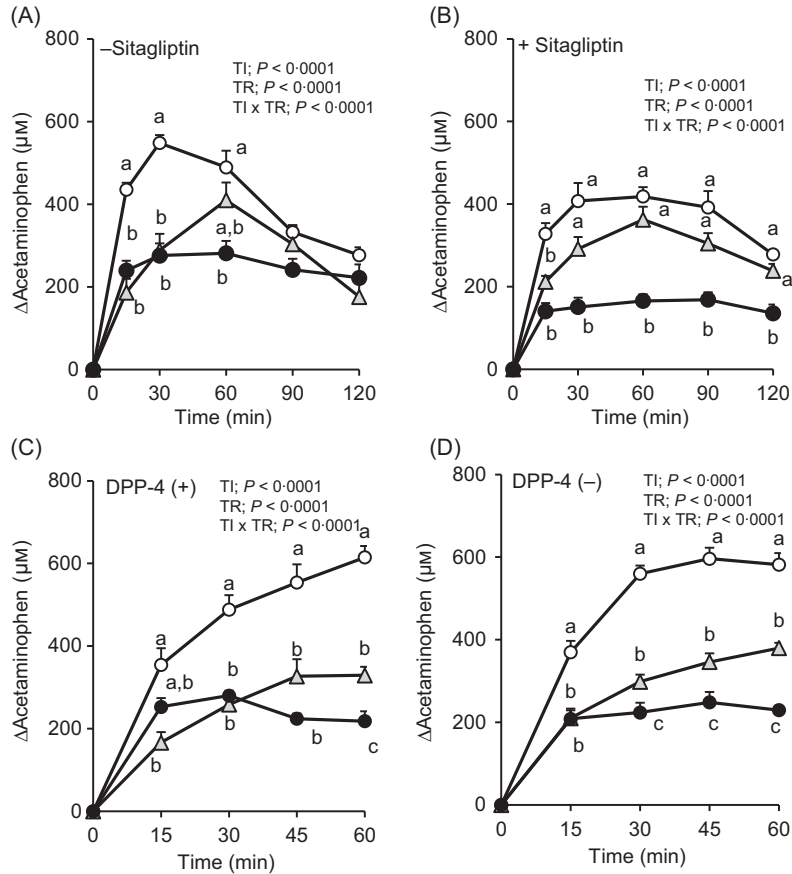 (A)
–Sitagliptin
TI; P < 0·0001
TR; P < 0·0001
TI x TR; P < 0·0001
800
600
400
200
0
ΔAcetaminophen (µM)
a
a
a
b
b
a,b
b
b
b
0 30 60 90 120
Time (min)
(B)
+ Sitagliptin
TI; P < 0·0001
TR; P < 0·0001
TI x TR; P < 0·0001
800
600
400
200
0
ΔAcetaminophen (µM)
a
a
a
a
a
b
a
a
a
a
b
b
b
b
b
0 30 60 90 120
Time (min)
(C)
DPP-4 (+)
TI; P < 0·0001
TR; P < 0·0001
TI x TR; P < 0·0001
800
600
400
200
0
ΔAcetaminophen (µM)
a
a
a
a
a,b
b
b
b
b
b
b
c
0 15 30 45 60
Time (min)
(D)
DPP-4 (–)
TI; P < 0·0001
TR; P < 0·0001
TI x TR; P < 0·0001
800
600
400
200
0
ΔAcetaminophen (µM)
a
a
a
a
b
b
b
b
b
c
c
c
0 15 30 45 60
Time (min)